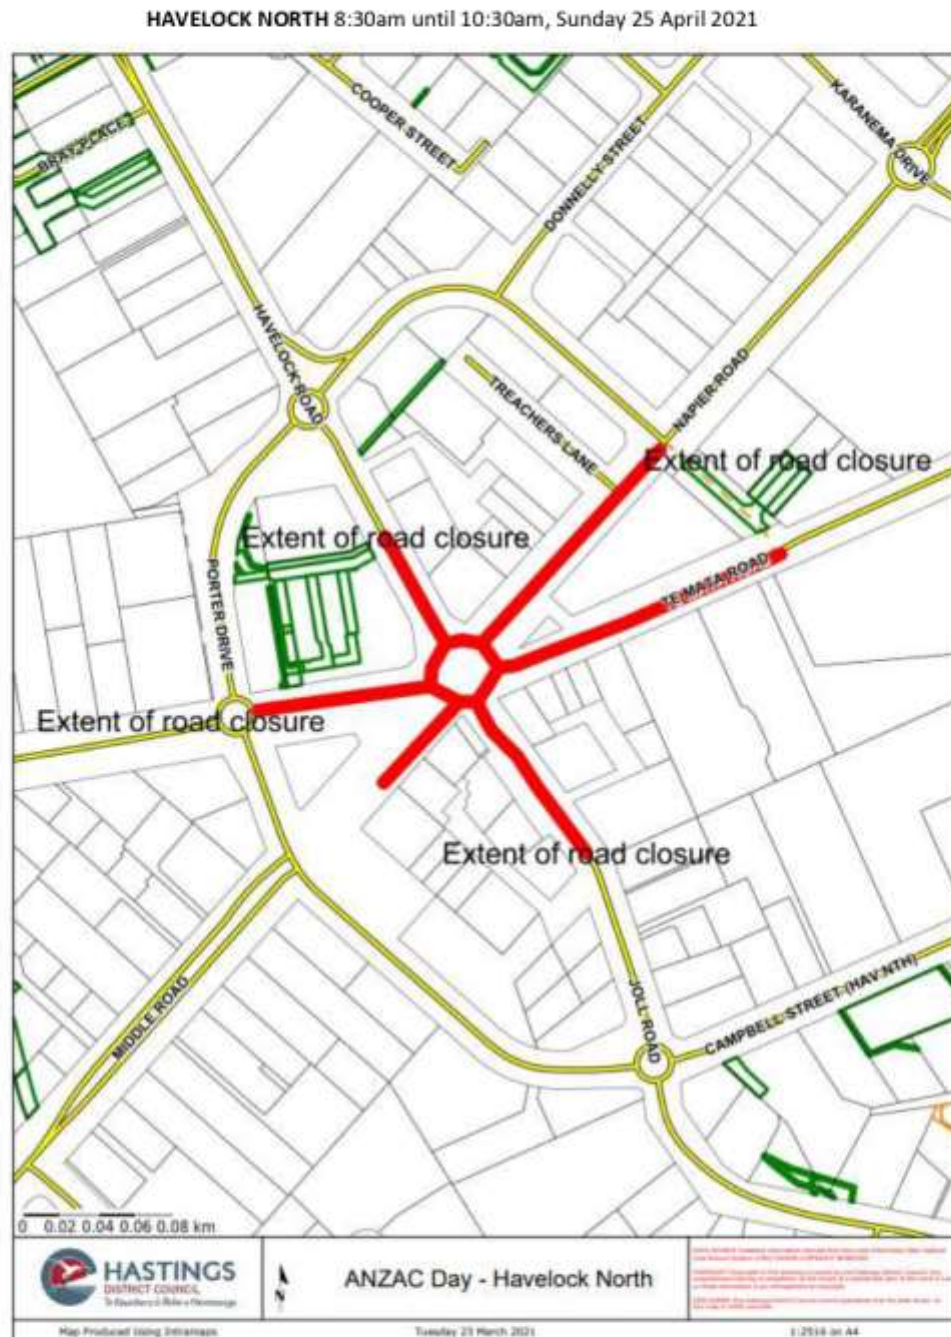 HAVELOCK NORTH 8:30am until 10:30am, Sunday 25 April 2021
COOPER STREET
KARANEMA DRIVE
BRAY PLACE
DONNELLY STREET
HAVELOCK ROAD
NAPIER ROAD
TREACHERS LANE
Extent of road closure
Extent of road closure
TE MATA ROAD
PORTER DRIVE
Extent of road closure
Extent of road closure
JOLL ROAD
CAMPBELL STREET (HAV NTH)
MIDDLE ROAD
0 0.02 0.04 0.06 0.08 km
HASTINGS
DISTRICT COUNCIL
N
ANZAC Day - Havelock North
Map Produced Using Intramaps
Tuesday 23 March 2021